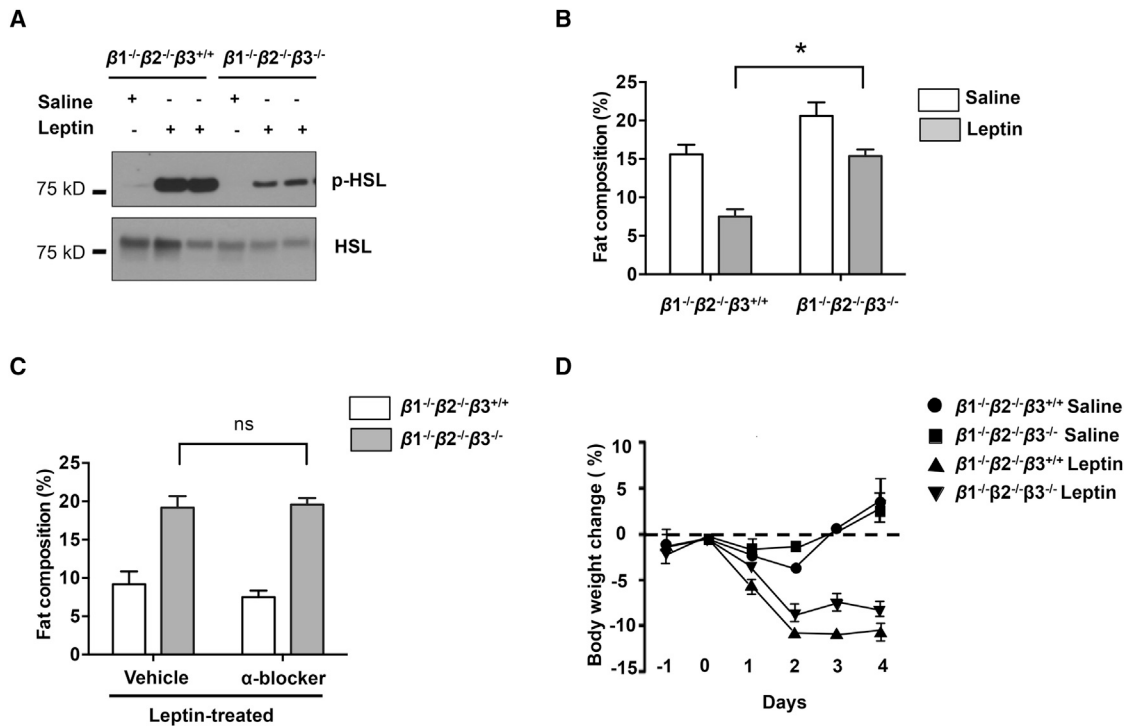 A
β1-/-β2-/-β3+/+ β1-/-β2-/-β3-/-
Saline + - - + - -
Leptin - + + - + +
75 kD p-HSL
75 kD HSL
B
*
Fat composition (%)
25
20
15
10
5
0
β1-/-β2-/-β3+/+ β1-/-β2-/-β3-/-
Saline
Leptin
C
β1-/-β2-/-β3+/+
β1-/-β2-/-β3-/-
ns
Fat composition (%)
25
20
15
10
5
0
Vehicle α-blocker
Leptin-treated
D
β1-/-β2-/-β3+/+ Saline
β1-/-β2-/-β3-/- Saline
β1-/-β2-/-β3+/+ Leptin
β1-/-β2-/-β3-/- Leptin
Body weight change ( %)
10
5
0
-5
-10
-15
-1 0 1 2 3 4
Days